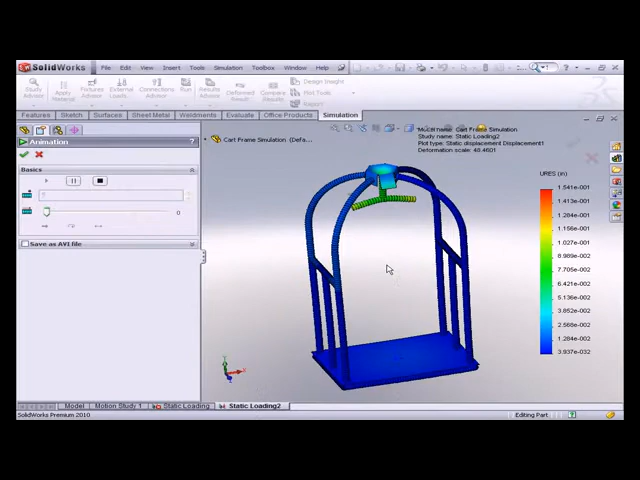 SolidWorks File Edit View Insert Tools Simulation Toolbox Window Help
Study Advisor Apply Material Fixtures Advisor External Loads Connections Advisor Run Results Advisor Deformed Result Compare Results Design Insight Plot Tools Report
Features Sketch Surfaces Sheet Metal Weldments Evaluate Office Products Simulation
Animation ?
Cart Frame Simulation (Defa...
Model name: Cart Frame Simulation
Study name: Static Loading2
Plot type: Static displacement Displacement1
Deformation scale: 48.4601
Basics
0
Save as AVI file
URES (in)
1.541e-001
1.413e-001
1.284e-001
1.156e-001
1.027e-001
8.989e-002
7.705e-002
6.421e-002
5.136e-002
3.852e-002
2.568e-002
1.284e-002
3.937e-032
Model Motion Study 1 Static Loading Static Loading2
SolidWorks Premium 2010 Editing Part